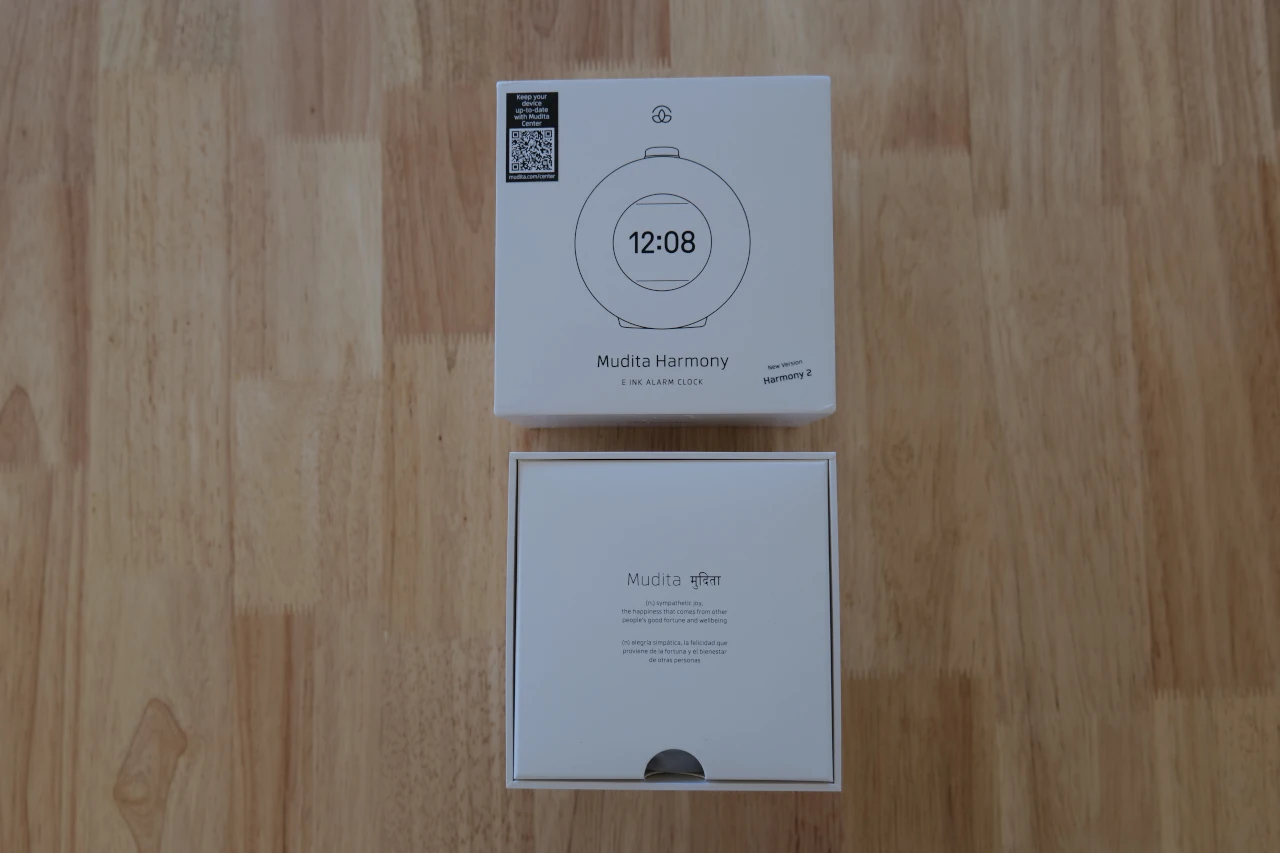 Keep your
device
up-to-date
with Mudita
Center
mudita.com/center
12:08
Mudita Harmony
E INK ALARM CLOCK
New Version
Harmony 2
Mudita मुदिता
(n.) sympathetic joy,
the happiness that comes from other
people's good fortune and wellbeing
(n) alegría simpática, la felicidad que
proviene de la fortuna y el bienestar
de otras personas